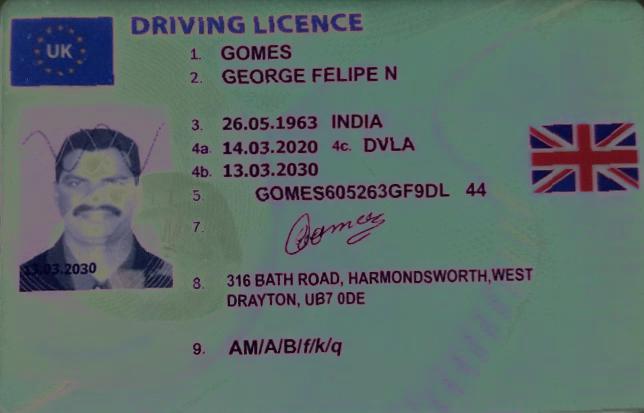 DRIVING LICENCE
UK
1. GOMES
2. GEORGE FELIPE N
3. 26.05.1963 INDIA
4a. 14.03.2020 4c. DVLA
4b. 13.03.2030
5 GOMES605263GF9DL 44
7. Gomes
13.03.2030
8. 316 BATH ROAD, HARMONDSWORTH,WEST
DRAYTON, UB7 0DE
9. AM/A/B/f/k/q